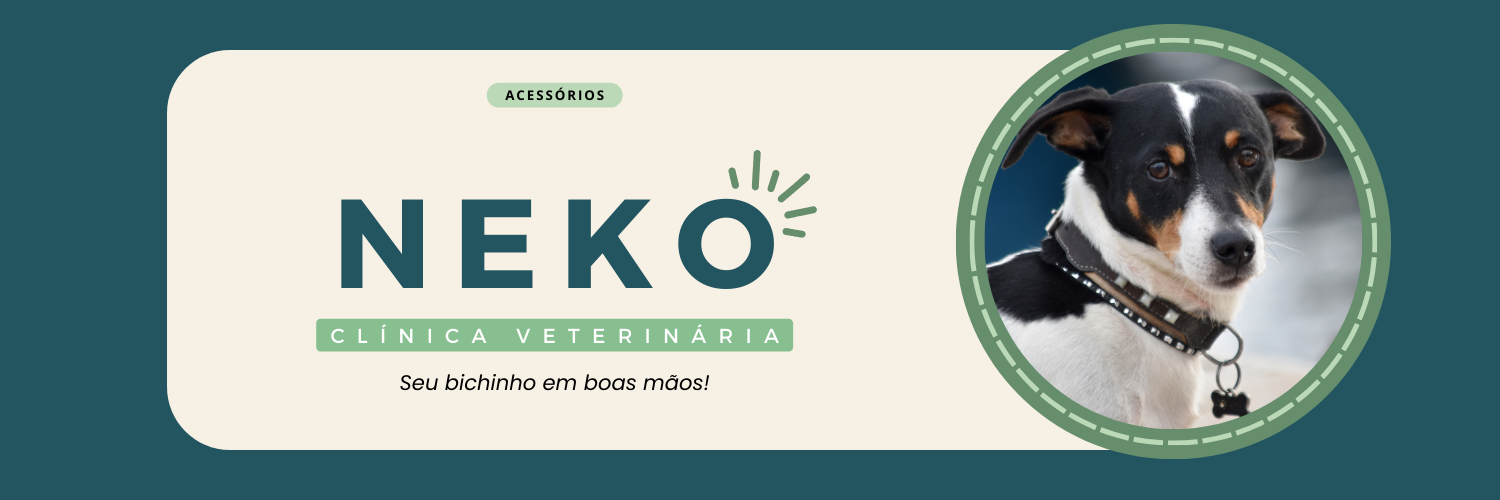 ACESSÓRIOS
NEKO
CLÍNICA VETERINÁRIA
Seu bichinho em boas mãos!